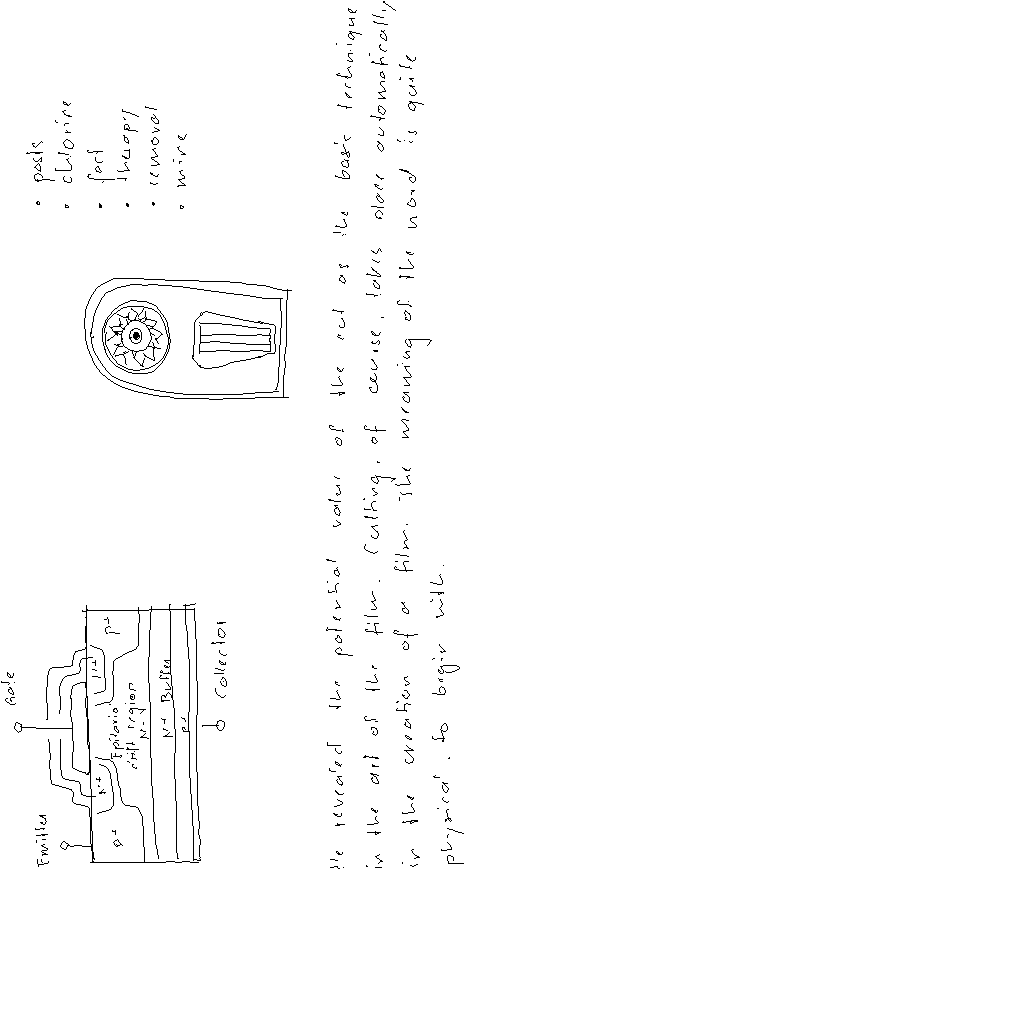 Emitter
Gate
P+
N+
N+
P+
Epitaxio
drift region
N-
N+ Buffer
P+
Collector
• posts
• chlorine
• fort
• therapy
• removal
• mire
He revealed the potential value of the cut as the basic technique
in the art of the film. Cutting, of course, takes place automatically
in the creation of a film. The meaning of the word is quite
physical, to begin with.